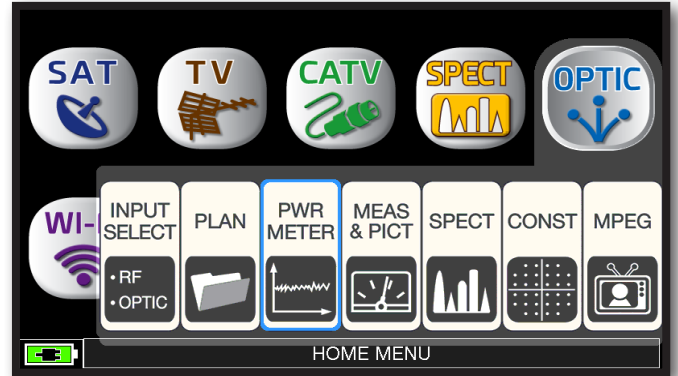 SAT
TV
CATV
SPECT
OPTIC
WI-
INPUT
SELECT
• RF
• OPTIC
PLAN
PWR
METER
MEAS
& PICT
SPECT
CONST
MPEG
HOME MENU